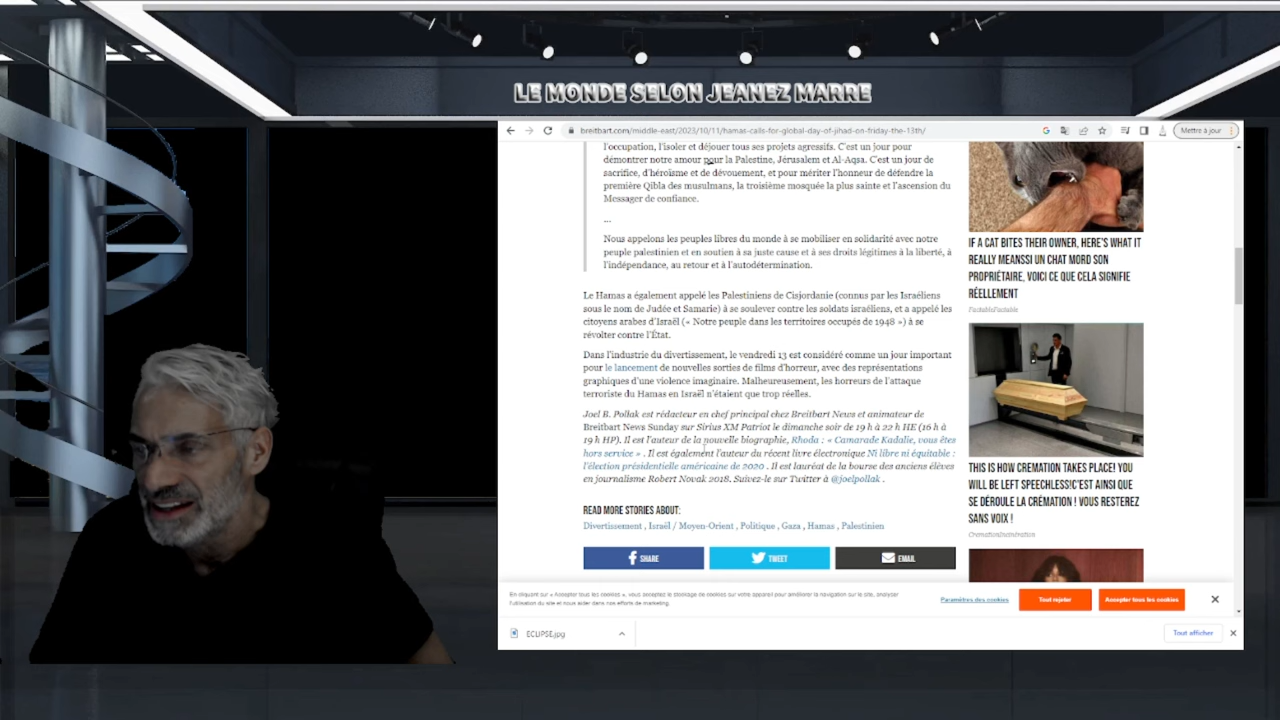 LE MONDE SELON JEANEZ MARRE
breitbart.com/middle-east/2023/10/11/hamas-calls-for-global-day-of-jihad-on-friday-the-13th/
Mettre à jour
l'occupation, l'isoler et déjouer tous ses projets agressifs. C'est un jour pour
démontrer notre amour pour la Palestine, Jérusalem et Al-Aqsa. C'est un jour de
sacrifice, d'héroïsme et de dévouement, et pour mériter l'honneur de défendre la
première Qibla des musulmans, la troisième mosquée la plus sainte et l'ascension du
Messager de confiance.
...
Nous appelons les peuples libres du monde à se mobiliser en solidarité avec notre
peuple palestinien et en soutien à sa juste cause et à ses droits légitimes à la liberté, à
l'indépendance, au retour et à l'autodétermination.
Le Hamas a également appelé les Palestiniens de Cisjordanie (connus par les Israéliens
sous le nom de Judée et Samarie) à se soulever contre les soldats israéliens, et a appelé les
citoyens arabes d'Israël (« Notre peuple dans les territoires occupés de 1948 ») à se
révolter contre l'État.
Dans l'industrie du divertissement, le vendredi 13 est considéré comme un jour important
pour le lancement de nouvelles sorties de films d'horreur, avec des représentations
graphiques d'une violence imaginaire. Malheureusement, les horreurs de l'attaque
terroriste du Hamas en Israël n'étaient que trop réelles.
Joel B. Pollak est rédacteur en chef principal chez Breitbart News et animateur de
Breitbart News Sunday sur Sirius XM Patriot le dimanche soir de 19 h à 22 h HE (16 h à
19 h HP). Il est l'auteur de la nouvelle biographie, Rhoda : « Camarade Kadalie, vous êtes
hors service » . Il est également l'auteur du récent livre électronique Ni libre ni équitable :
l'élection présidentielle américaine de 2020 . Il est lauréat de la bourse des anciens élèves
en journalisme Robert Novak 2018. Suivez-le sur Twitter à @joelpollak .
READ MORE STORIES ABOUT:
Divertissement , Israël / Moyen-Orient , Politique , Gaza , Hamas , Palestinien
SHARE
TWEET
EMAIL
IF A CAT BITES THEIR OWNER, HERE'S WHAT IT
REALLY MEANSSI UN CHAT MORD SON
PROPRIÉTAIRE, VOICI CE QUE CELA SIGNIFIE
RÉELLEMENT
FactableFactable
THIS IS HOW CREMATION TAKES PLACE! YOU
WILL BE LEFT SPEECHLESS!C'EST AINSI QUE
SE DÉROULE LA CRÉMATION ! VOUS RESTEREZ
SANS VOIX !
CremationIncinération
En cliquant sur « Accepter tous les cookies », vous acceptez le stockage de cookies sur votre appareil pour améliorer la navigation sur le site, analyser
l'utilisation du site et nous aider dans nos efforts de marketing.
Paramètres des cookies
Tout rejeter
Accepter tous les cookies
ECLIPSE.jpg
Tout afficher